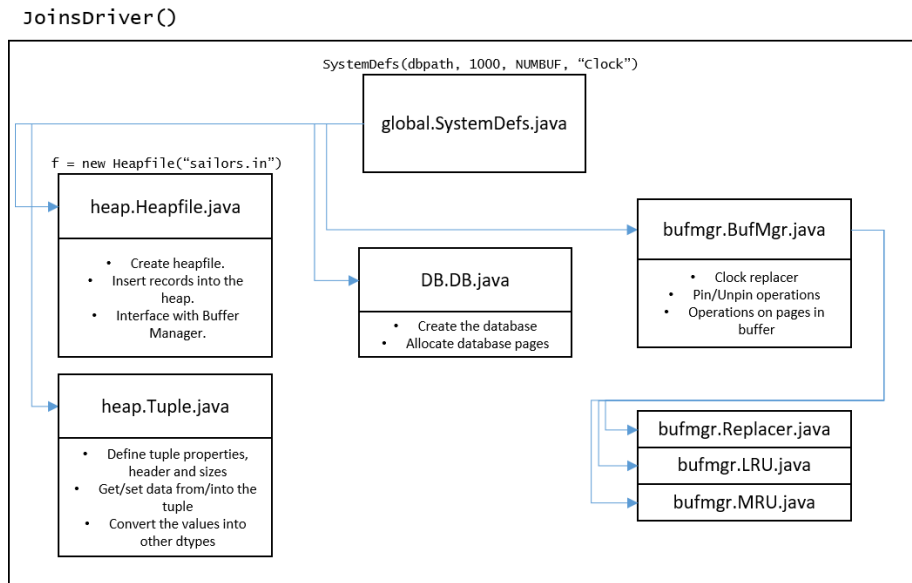 JoinsDriver()
SystemDefs(dbpath, 1000, NUMBUF, “Clock”)
global.SystemDefs.java
f = new Heapfile(“sailors.in”)
heap.Heapfile.java
• Create heapfile.
• Insert records into the
heap.
• Interface with Buffer
Manager.
DB.DB.java
• Create the database
• Allocate database pages
bufmgr.BufMgr.java
• Clock replacer
• Pin/Unpin operations
• Operations on pages in
buffer
heap.Tuple.java
• Define tuple properties,
header and sizes
• Get/set data from/into the
tuple
• Convert the values into
other dtypes
bufmgr.Replacer.java
bufmgr.LRU.java
bufmgr.MRU.java